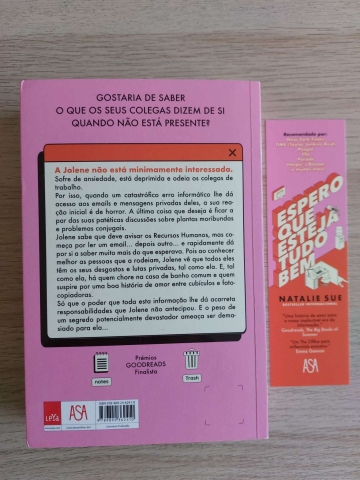 GOSTARIA DE SABER
O QUE OS SEUS COLEGAS DIZEM DE SI
QUANDO NÃO ESTÁ PRESENTE?
A Jolene não está minimamente interessada.
Sofre de ansiedade, está deprimida e odeia os colegas de
trabalho.
Por isso, quando um catastrófico erro informático lhe dá
acesso aos emails e mensagens privadas deles, a sua rea-
ção inicial é de horror. A última coisa que deseja é ficar a
par das suas patéticas discussões sobre plantas moribundas
e problemas conjugais.
Jolene sabe que deve avisar os Recursos Humanos, mas co-
meça por ler um email... depois outro... e rapidamente dá
por si a saber muito mais do que esperava. Pois ao conhecer
melhor as pessoas que a rodeiam, Jolene vê que todos eles
têm os seus desgostos e lutas privadas, tal como ela. E, tal
como ela, há quem chore na casa de banho comum e quem
suspire por uma boa história de amor entre cubículos e foto-
copiadoras.
Só que o poder que toda esta informação lhe dá acarreta
responsabilidades que Jolene não antecipou. E o peso de
um segredo potencialmente devastador ameaça ser dema-
siado para ela...
notes
Prémios
GOODREADS
Finalista
Trash
LeYa
ASA
Recomendado por:
ESPERO
QUE
ESTEJA
TUDO
BEM
NATALIE SUE
BESTSELLER INTERNACIONAL
ASA